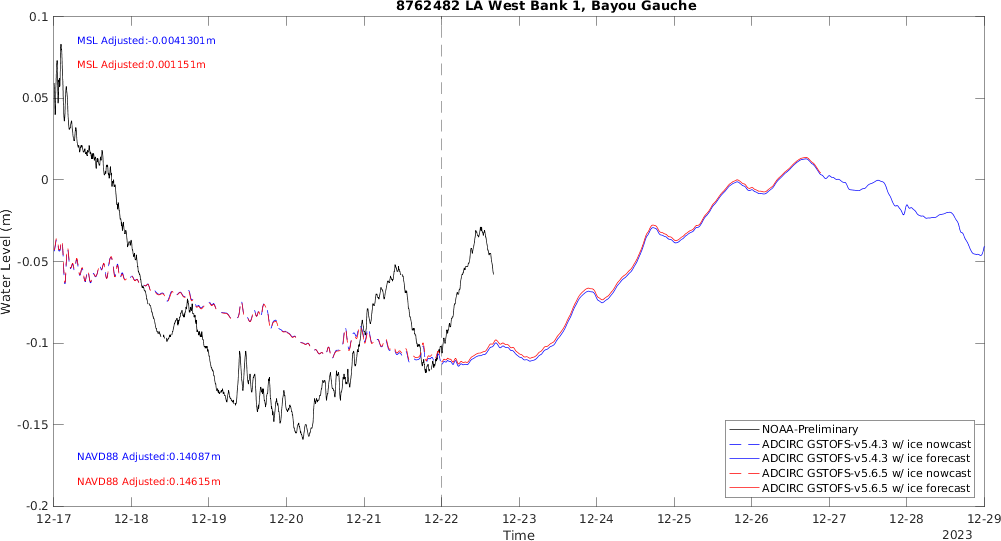 8762482 LA West Bank 1, Bayou Gauche
MSL Adjusted:-0.0041301m
MSL Adjusted:0.001151m
NAVD88 Adjusted:0.14087m
NAVD88 Adjusted:0.14615m
Water Level (m)
0.1
0.05
0
-0.05
-0.1
-0.15
-0.2
NOAA-Preliminary
ADCIRC GSTOFS-v5.4.3 w/ ice nowcast
ADCIRC GSTOFS-v5.4.3 w/ ice forecast
ADCIRC GSTOFS-v5.6.5 w/ ice nowcast
ADCIRC GSTOFS-v5.6.5 w/ ice forecast
12-17 12-18 12-19 12-20 12-21 12-22 12-23 12-24 12-25 12-26 12-27 12-28 12-29
Time
2023